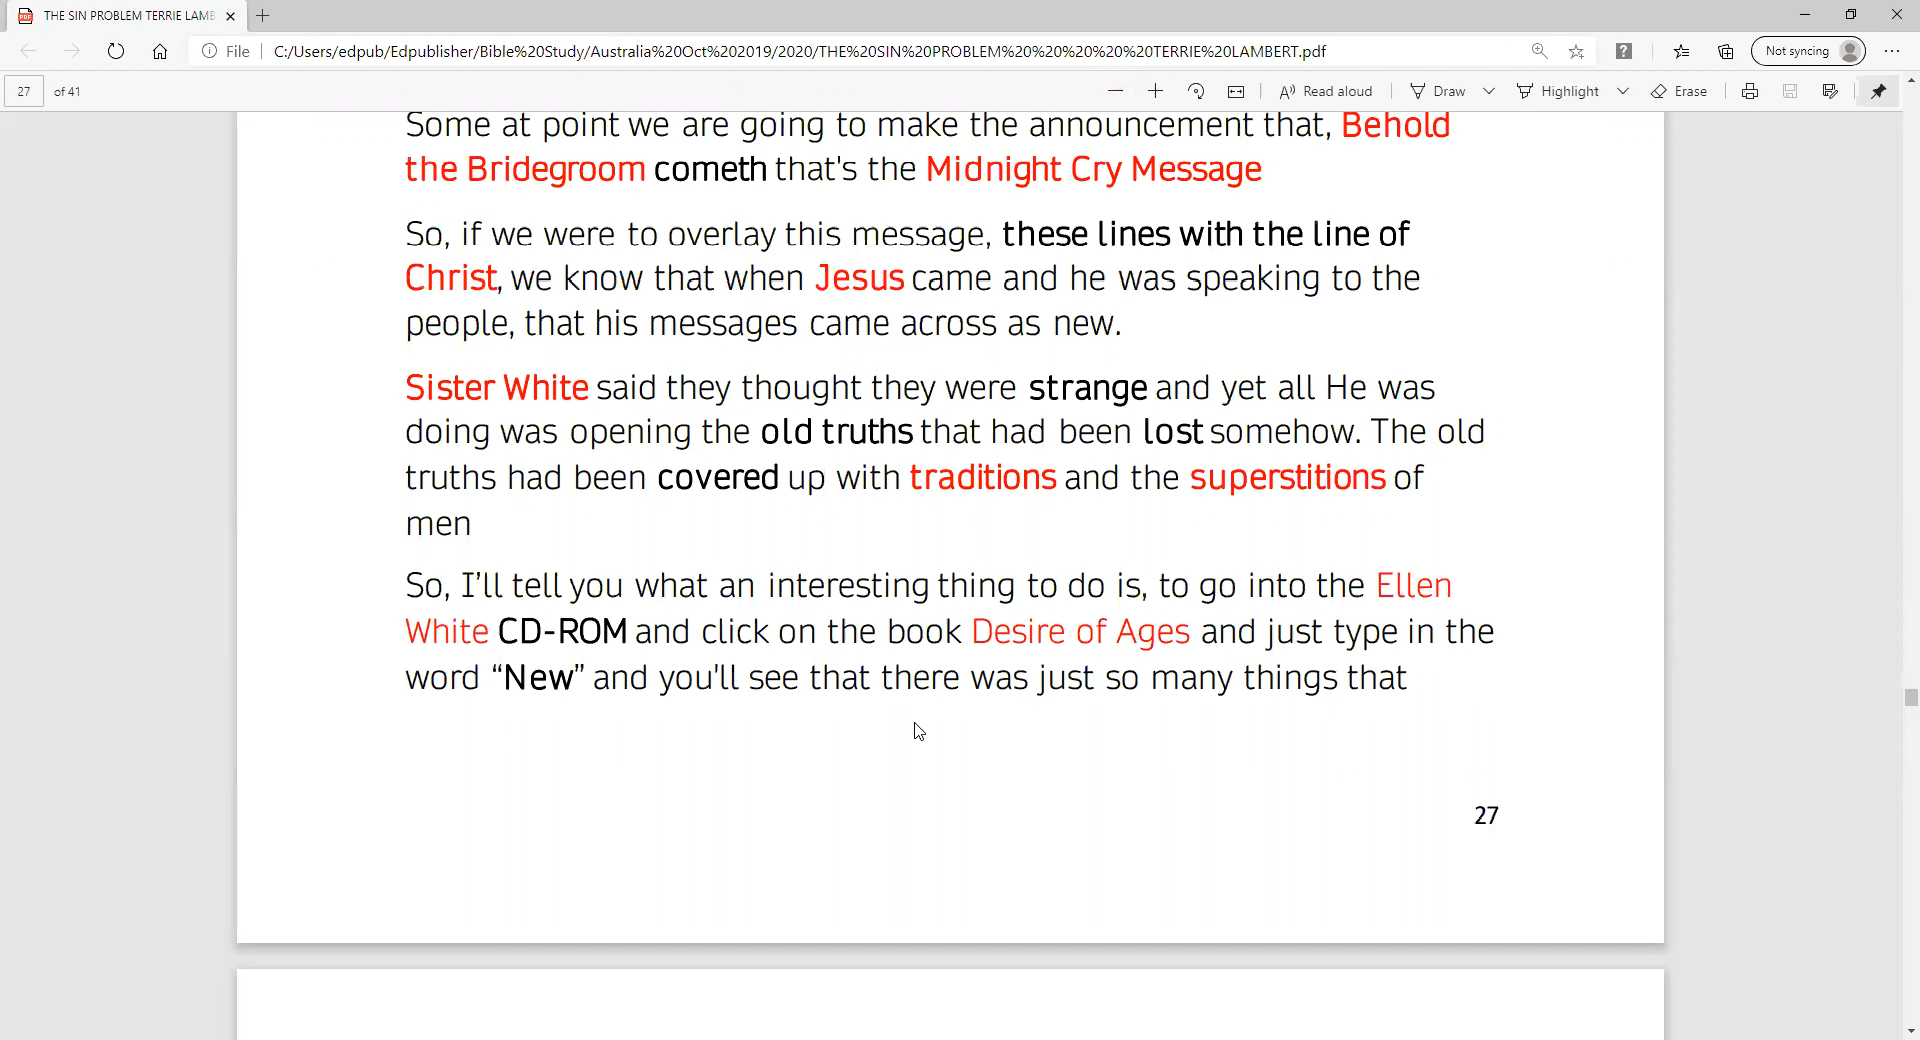 THE SIN PROBLEM TERRIE LAMB
File
C:/Users/edpub/Edpublisher/Bible%20Study/Australia%20Oct%202019/2020/THE%20SIN%20PROBLEM%20%20%20%20%20TERRIE%20LAMBERT.pdf
Not syncing
27 of 41
Read aloud
Draw
Highlight
Erase
Some at point we are going to make the announcement that, Behold
the Bridegroom cometh that's the Midnight Cry Message
So, if we were to overlay this message, these lines with the line of
Christ, we know that when Jesus came and he was speaking to the
people, that his messages came across as new.
Sister White said they thought they were strange and yet all He was
doing was opening the old truths that had been lost somehow. The old
truths had been covered up with traditions and the superstitions of
men
So, I’ll tell you what an interesting thing to do is, to go into the Ellen
White CD-ROM and click on the book Desire of Ages and just type in the
word “New” and you'll see that there was just so many things that
27